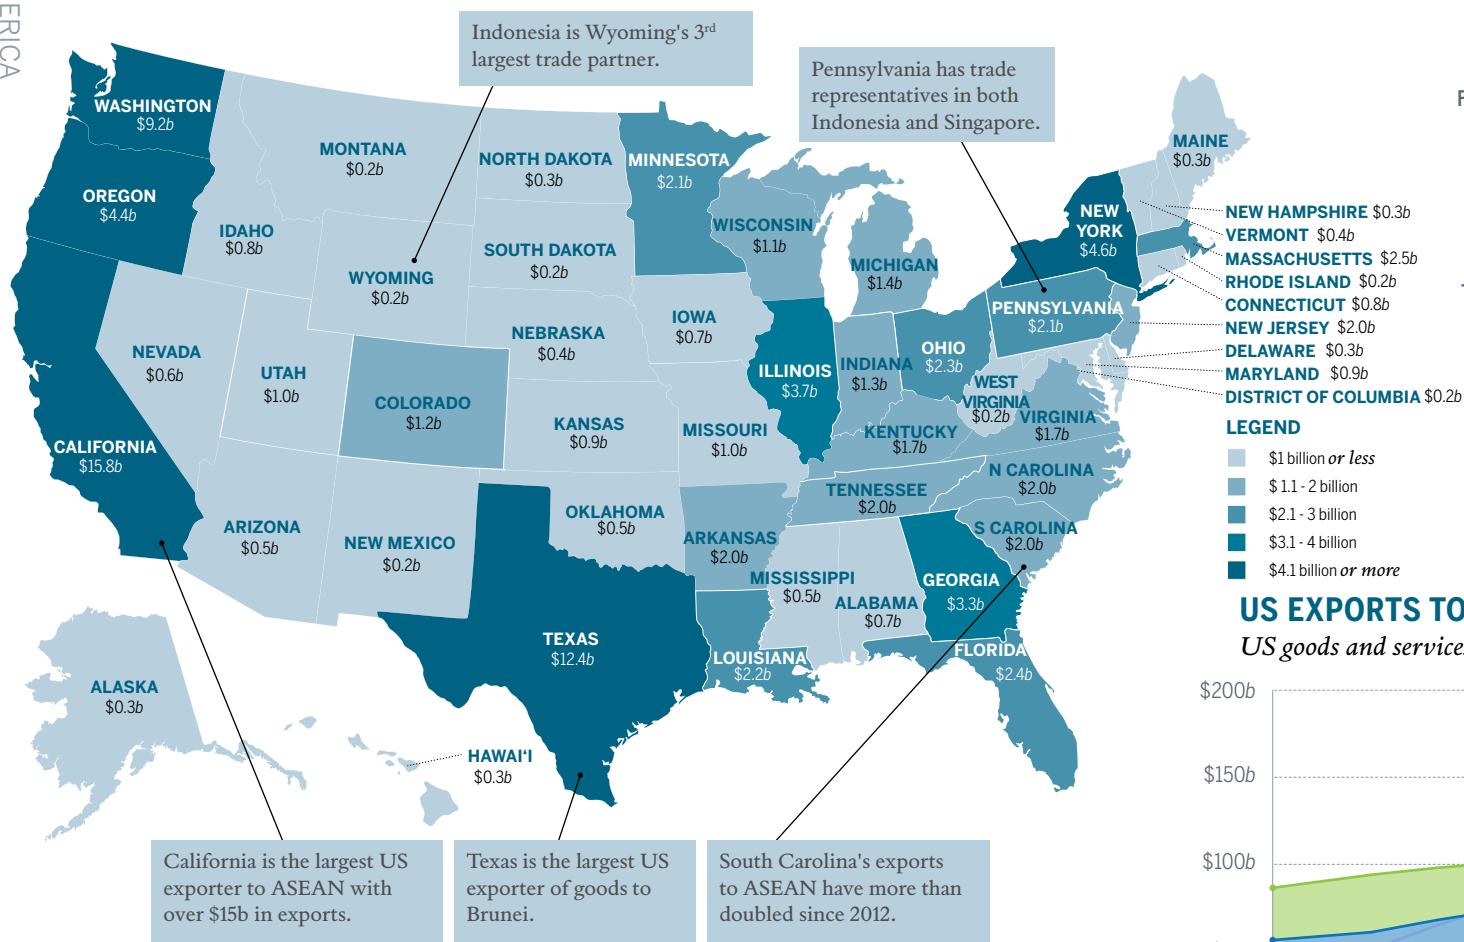 ERICA
Indonesia is Wyoming's 3rd
largest trade partner.
Pennsylvania has trade
representatives in both
Indonesia and Singapore.
WASHINGTON
$9.2b
OREGON
$4.4b
MONTANA
$0.2b
IDAHO
$0.8b
WYOMING
$0.2b
NORTH DAKOTA
$0.3b
SOUTH DAKOTA
$0.2b
MINNESOTA
$2.1b
WISCONSIN
$1.1b
MICHIGAN
$1.4b
NEW
YORK
$4.6b
MAINE
$0.3b
NEW HAMPSHIRE $0.3b
VERMONT $0.4b
MASSACHUSETTS $2.5b
RHODE ISLAND $0.2b
CONNECTICUT $0.8b
NEW JERSEY $2.0b
DELAWARE $0.3b
MARYLAND $0.9b
DISTRICT OF COLUMBIA $0.2b
PENNSYLVANIA
$2.1b
NEVADA
$0.6b
UTAH
$1.0b
COLORADO
$1.2b
NEBRASKA
$0.4b
IOWA
$0.7b
ILLINOIS
$3.7b
INDIANA
$1.3b
OHIO
$2.3b
WEST
VIRGINIA
$0.2b
VIRGINIA
$1.7b
CALIFORNIA
$15.8b
KANSAS
$0.9b
MISSOURI
$1.0b
KENTUCKY
$1.7b
N CAROLINA
$2.0b
TENNESSEE
$2.0b
S CAROLINA
$2.0b
ARIZONA
$0.5b
NEW MEXICO
$0.2b
OKLAHOMA
$0.5b
ARKANSAS
$2.0b
MISSISSIPPI
$0.5b
ALABAMA
$0.7b
GEORGIA
$3.3b
TEXAS
$12.4b
LOUISIANA
$2.2b
FLORIDA
$2.4b
ALASKA
$0.3b
HAWAI‘I
$0.3b
LEGEND
$1 billion or less
$ 1.1 - 2 billion
$2.1 - 3 billion
$3.1 - 4 billion
$4.1 billion or more
California is the largest US
exporter to ASEAN with
over $15b in exports.
Texas is the largest US
exporter of goods to
Brunei.
South Carolina's exports
to ASEAN have more than
doubled since 2012.
US EXPORTS TO
US goods and service
$200b
$150b
$100b